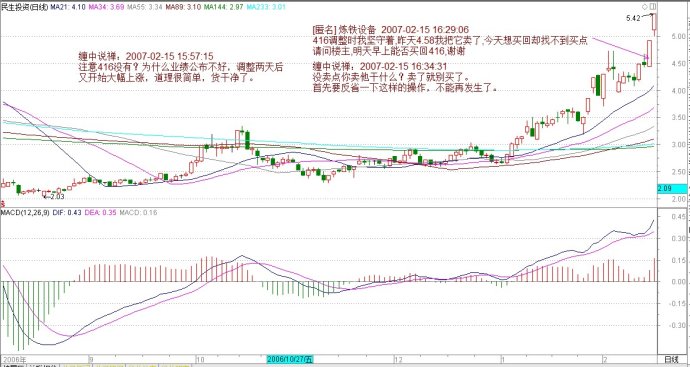 民生投资(日线) MA21: 4.10 MA34: 3.69 MA55: 3.34 MA89: 3.10 MA144: 2.97 MA233: 3.01
[匿名] 炼铁设备 2007-02-15 16:29:06
416调整时我坚守着,昨天4.58我把它卖了,今天想买回却找不到买点
请问楼主,明天早上能否买回416,谢谢
缠中说禅: 2007-02-15 16:34:31
没卖点你卖他干什么？卖了就别买了。
首先要反省一下这样的操作，不能再发生了。
缠中说禅: 2007-02-15 15:57:15
注意416没有？为什么业绩公布不好，调整两天后
又开始大幅上涨，道理很简单，货干净了。
5.42
5.00
4.50
4.00
3.50
3.00
2.50
2.09
2.03
MACD(12,26,9) DIF: 0.43 DEA: 0.35 MACD: 0.16
0.45
0.30
0.15
0.00
-0.15
-0.30
-0.45
2006年 9 10 2006/10/27/五 12 1 2 日线